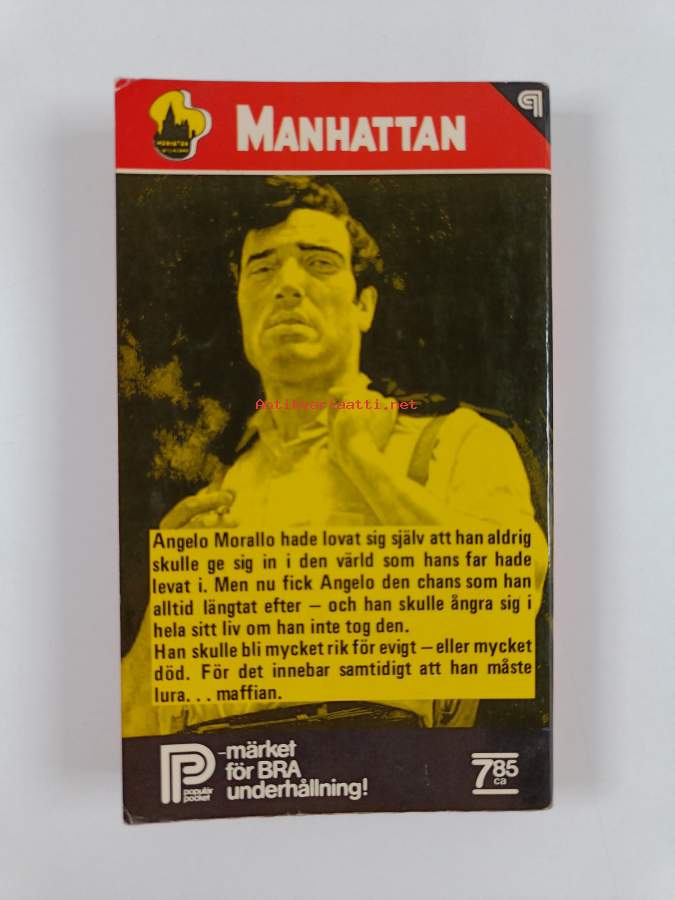 MANHATTAN
MANHATTAN
Antikvariaatti.net
Angelo Morallo hade lovat sig själv att han aldrig
skulle ge sig in i den värld som hans far hade
levat i. Men nu fick Angelo den chans som han
alltid längtat efter – och han skulle ångra sig i
hela sitt liv om han inte tog den.
Han skulle bli mycket rik för evigt – eller mycket
död. För det innebar samtidigt att han måste
lura. . . maffian.
P
populär
pocket
-märket
för BRA
underhållning!
785
ca